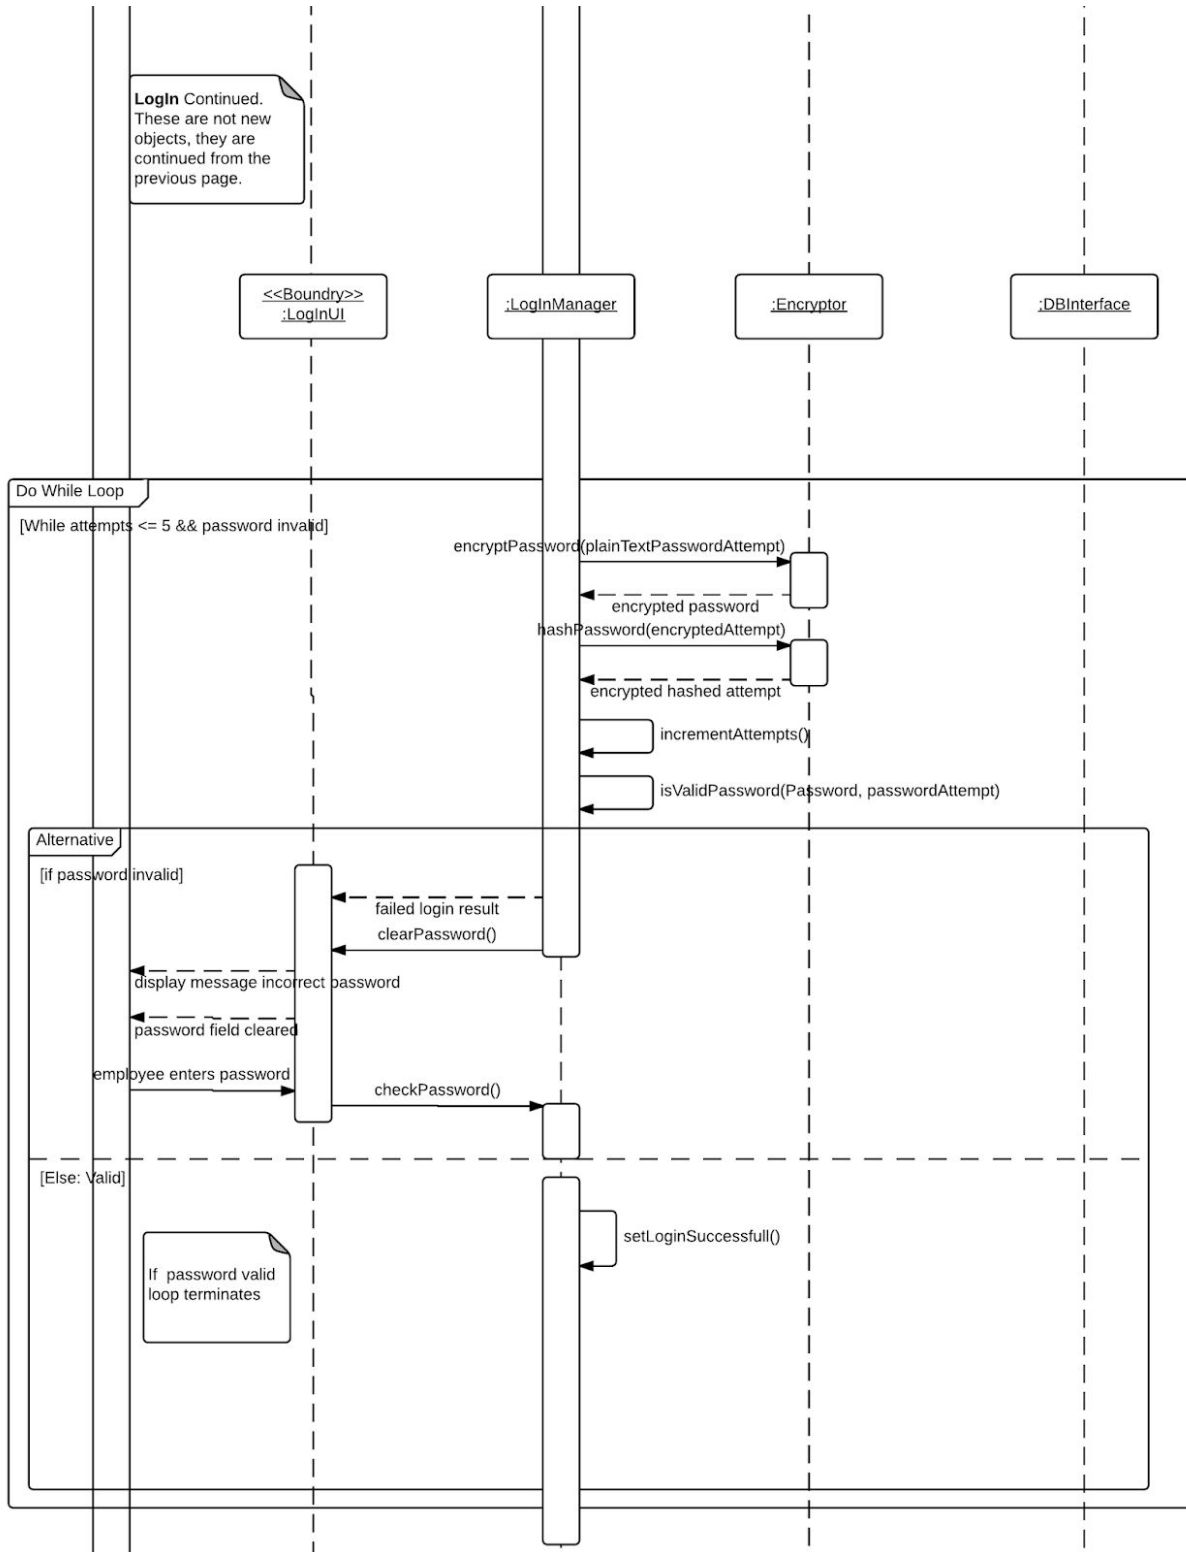 LogIn Continued.
These are not new
objects, they are
continued from the
previous page.
<<Boundry>>
:LogInUI
:LogInManager
:Encryptor
:DBInterface
Do While Loop
[While attempts <= 5 && password invalid]
encryptPassword(plainTextPasswordAttempt)
encrypted password
hashPassword(encryptedAttempt)
encrypted hashed attempt
incrementAttempts()
isValidPassword(Password, passwordAttempt)
Alternative
[if password invalid]
failed login result
clearPassword()
display message incorrect password
password field cleared
employee enters password
checkPassword()
[Else: Valid]
setLoginSuccessfull()
If password valid
loop terminates